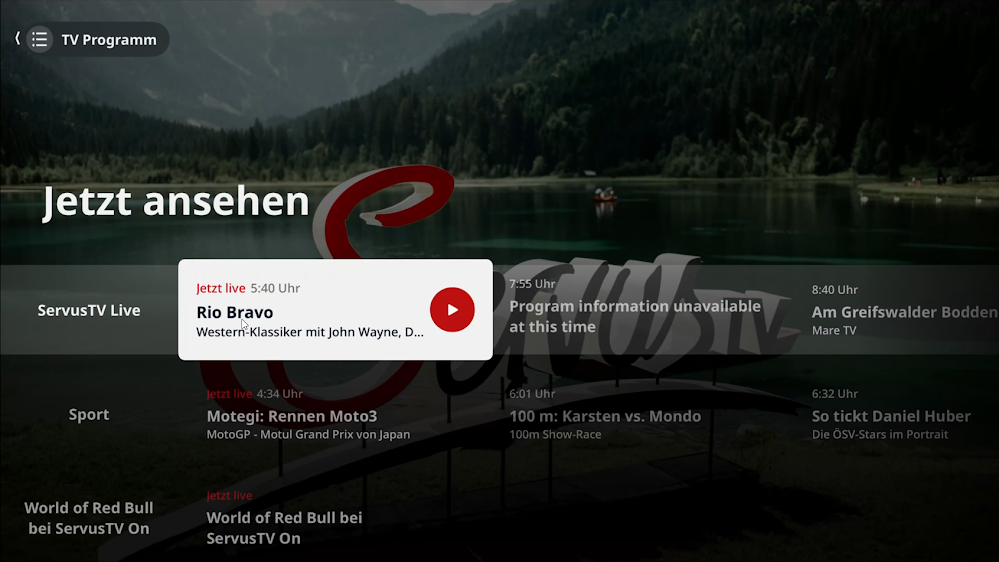 TV Programm
Jetzt ansehen
ServusTV Live
Jetzt live 5:40 Uhr
Rio Bravo
Western-Klassiker mit John Wayne, D...
7:55 Uhr
Program information unavailable
at this time
8:40 Uhr
Am Greifswalder Bodden
Mare TV
Sport
Jetzt live 4:34 Uhr
Motegi: Rennen Moto3
MotoGP - Motul Grand Prix von Japan
6:01 Uhr
100 m: Karsten vs. Mondo
100m Show-Race
6:32 Uhr
So tickt Daniel Huber
Die ÖSV-Stars im Portrait
World of Red Bull
bei ServusTV On
Jetzt live
World of Red Bull bei
ServusTV On
Servus TV